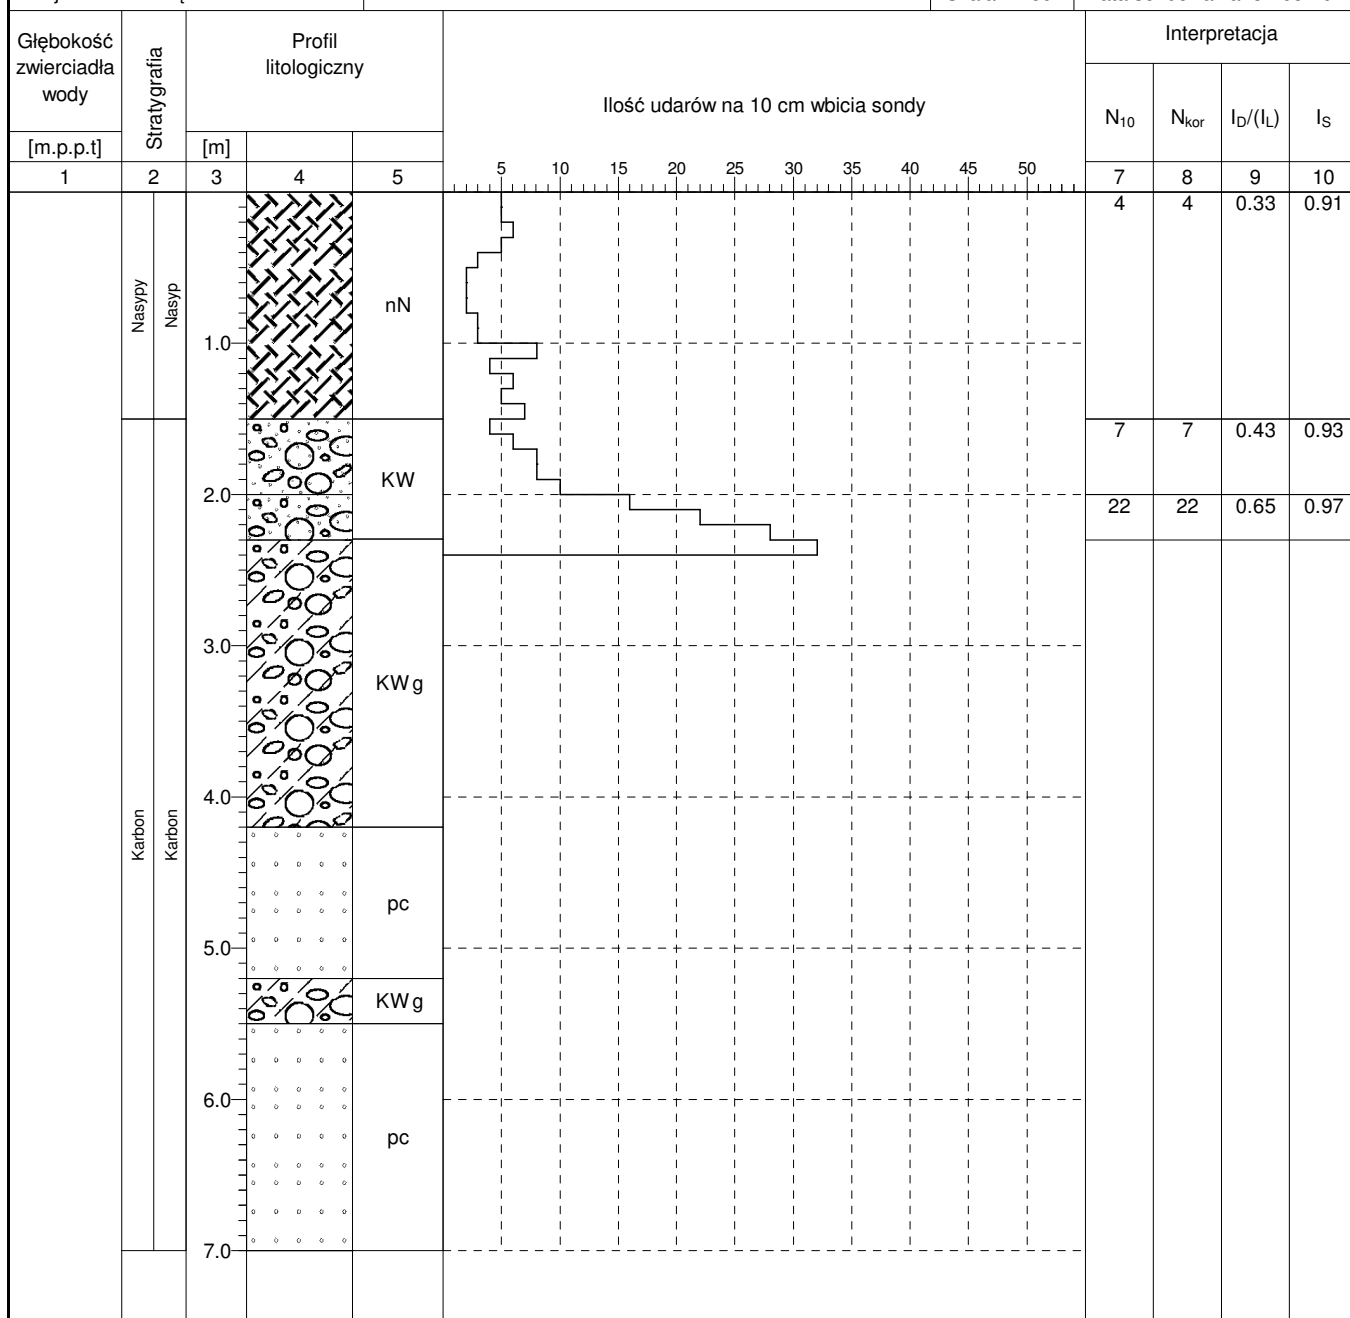 Głębokość
zwierciadła
wody
[m.p.p.t]
Stratygrafia
Profil
litologiczny
[m]
Ilość udarów na 10 cm wbicia sondy
Interpretacja
N10 Nkor ID/(IL) IS
1 2 3 4 5 5 10 15 20 25 30 35 40 45 50 7 8 9 10
4 4 0.33 0.91
Nasypy
Nasyp
nN
1.0
7 7 0.43 0.93
KW
2.0
22 22 0.65 0.97
3.0
KWg
4.0
Karbon
Karbon
pc
5.0
KWg
6.0
pc
7.0